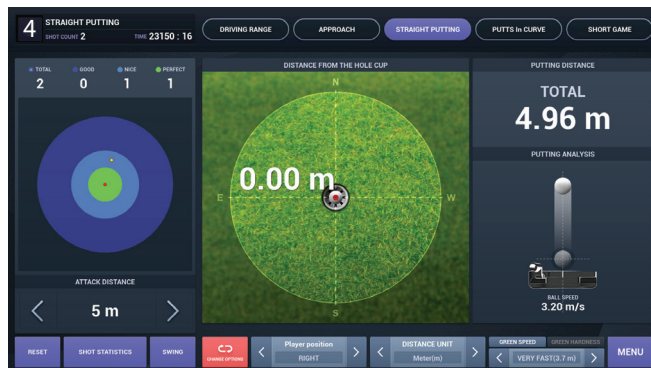 4 STRAIGHT PUTTING
SHOT COUNT 2 TIME 23150 : 16
DRIVING RANGE
APPROACH
STRAIGHT PUTTING
PUTTS In CURVE
SHORT GAME
TOTAL GOOD NICE PERFECT
2 0 1 1
ATTACK DISTANCE
5 m
RESET
SHOT STATISTICS
SWING
DISTANCE FROM THE HOLE CUP
N
0.00 m
E W
S
PUTTING DISTANCE
TOTAL
4.96 m
PUTTING ANALYSIS
BALL SPEED
3.20 m/s
CHANGE OPTIONS
Player position
RIGHT
DISTANCE UNIT
Meter(m)
GREEN SPEED GREEN HARDNESS
VERY FAST(3.7 m)
MENU